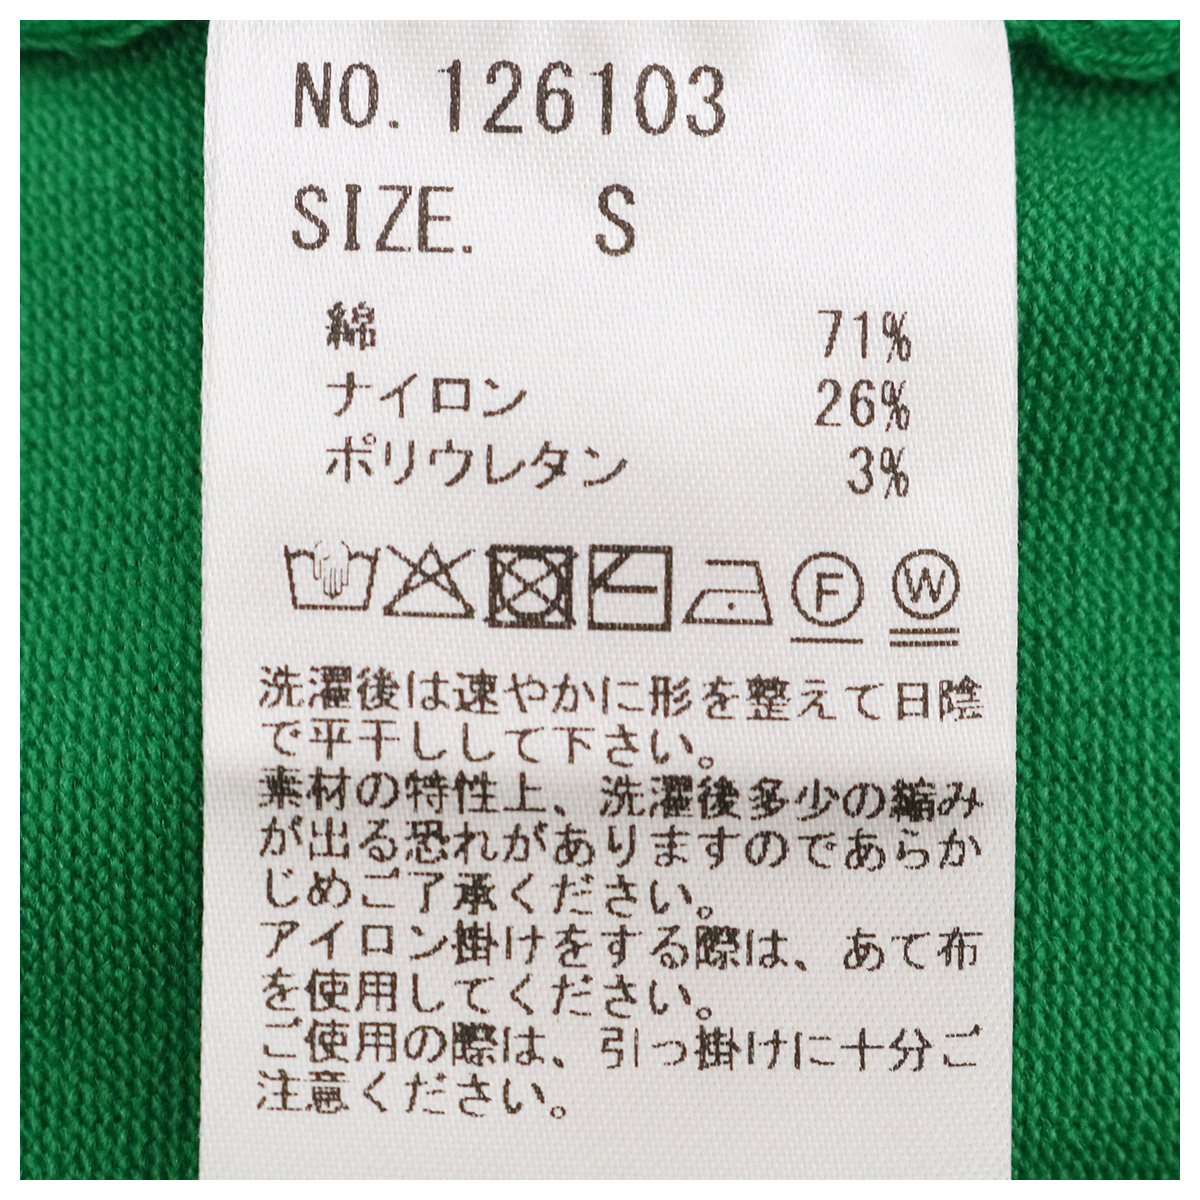 NO. 126103
SIZE. S
綿 71%
ナイロン 26%
ポリウレタン 3%
F W
洗濯後は速やかに形を整えて日陰
で平干しして下さい。
素材の特性上、洗濯後多少の縮み
が出る恐れがありますのであらか
じめご了承ください。
アイロン掛けをする際は、あて布
を使用してください。
ご使用の際は、引っ掛けに十分ご
注意ください。